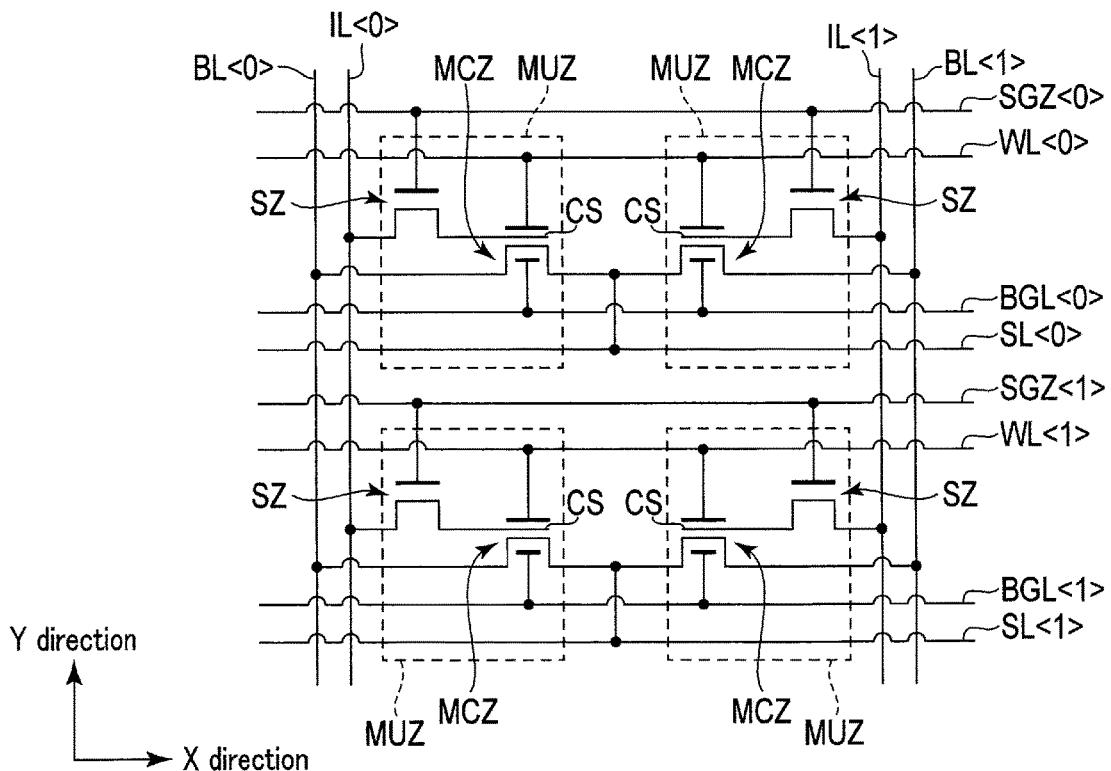 IL<0>
IL<1>
BL<0>
MCZ
MUZ
MUZ
MCZ
BL<1>
SGZ<0>
WL<0>
SZ
CS
CS
SZ
BGL<0>
SL<0>
SGZ<1>
WL<1>
SZ
CS
CS
SZ
BGL<1>
SL<1>
Y direction
MCZ
MCZ
MUZ
MUZ
X direction